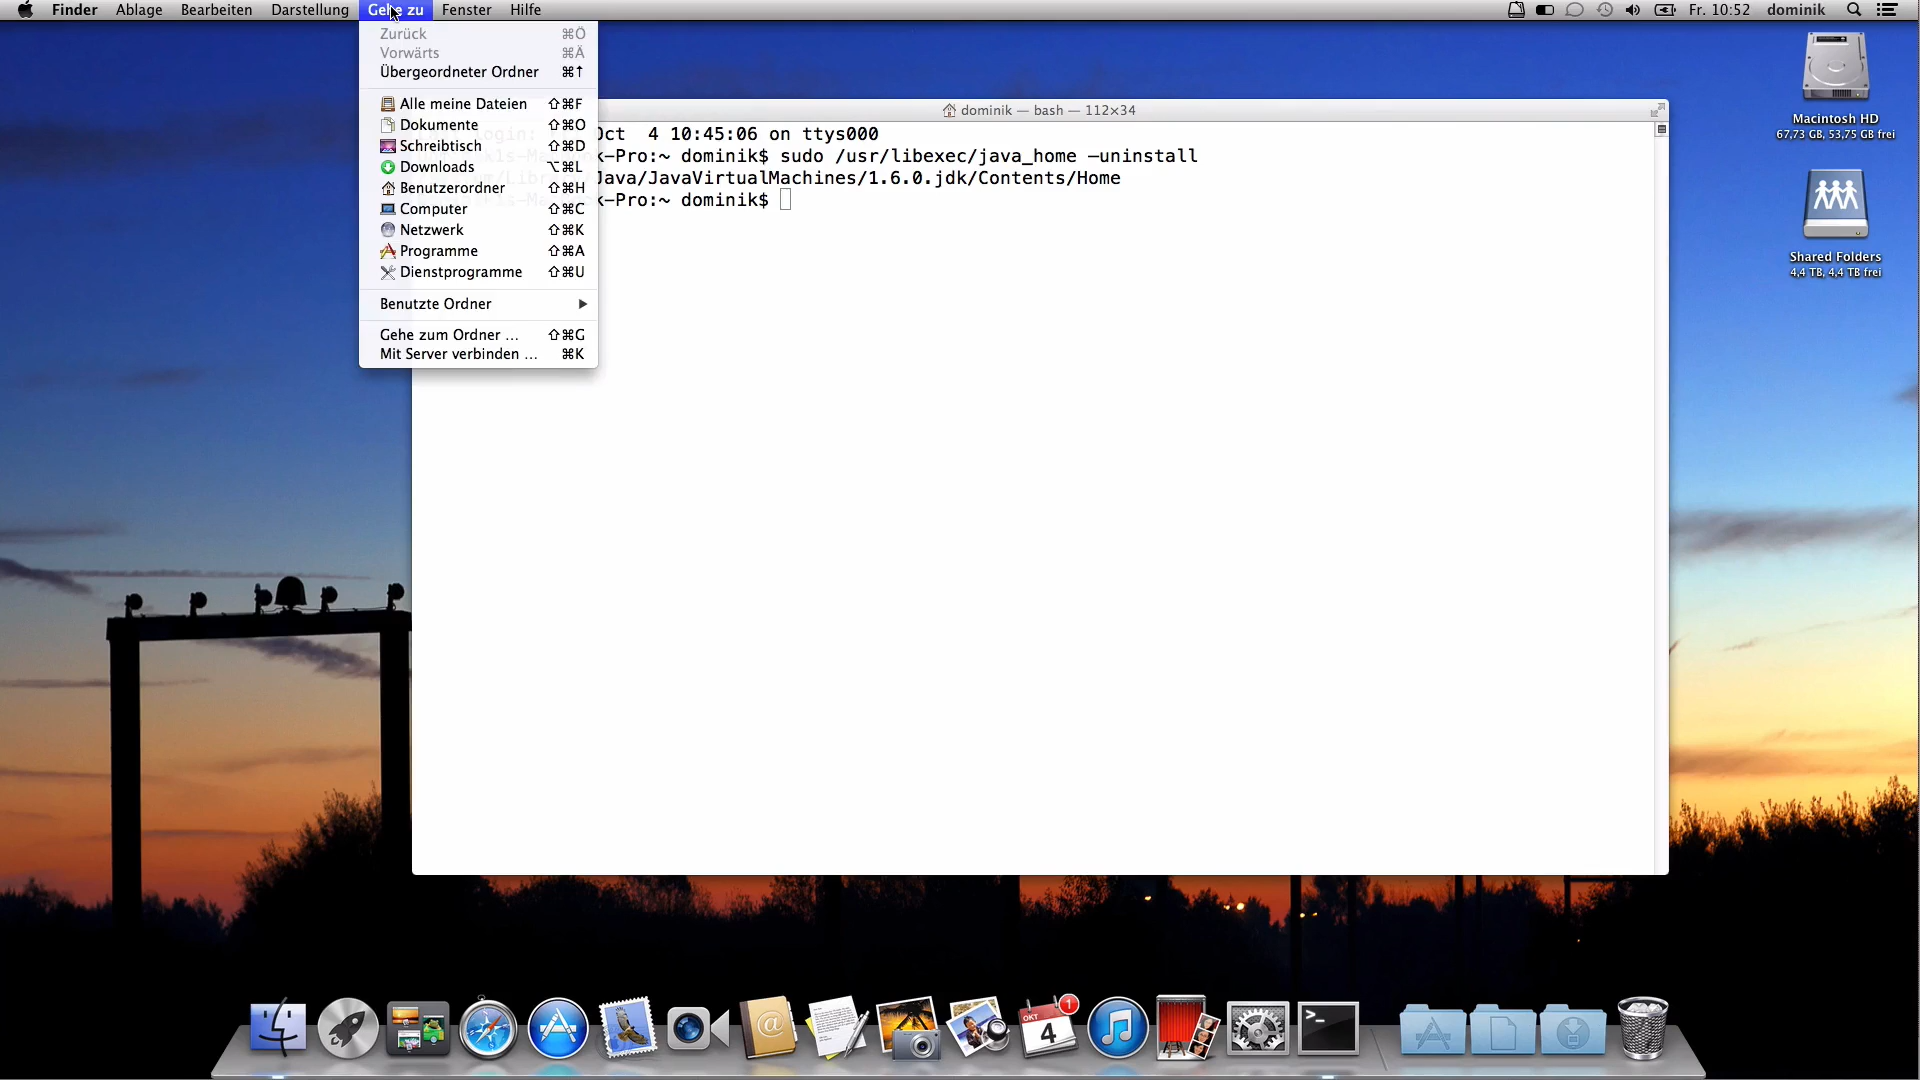 Finder Ablage Bearbeiten Darstellung Gehe zu Fenster Hilfe Fr. 10:52 dominik
Zurück ⌘Ö
Vorwärts ⌘Ä
Übergeordneter Ordner ⌘↑
Alle meine Dateien ⇧⌘F
Dokumente ⇧⌘O
Schreibtisch ⇧⌘D
Downloads ⌥⌘L
Benutzerordner ⇧⌘H
Computer ⇧⌘C
Netzwerk ⇧⌘K
Programme ⇧⌘A
Dienstprogramme ⇧⌘U
Benutzte Ordner ▶
Gehe zum Ordner ... ⇧⌘G
Mit Server verbinden ... ⌘K
dominik — bash — 112×34
Oct 4 10:45:06 on ttys000
k-Pro:~ dominik$ sudo /usr/libexec/java_home –uninstall
Java/JavaVirtualMachines/1.6.0.jdk/Contents/Home
k-Pro:~ dominik$
Macintosh HD
67,73 GB, 53,75 GB frei
Shared Folders
4,4 TB, 4,4 TB frei
OKT
4
1
@
>_